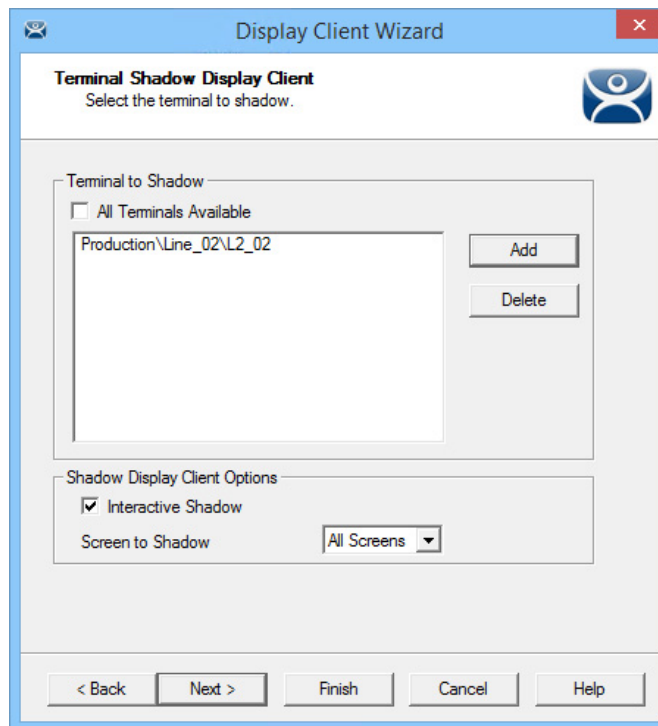 Display Client Wizard
Terminal Shadow Display Client
Select the terminal to shadow.
Terminal to Shadow
All Terminals Available
Production\Line_02\L2_02
Add
Delete
Shadow Display Client Options
Interactive Shadow
Screen to Shadow All Screens
< Back Next > Finish Cancel Help